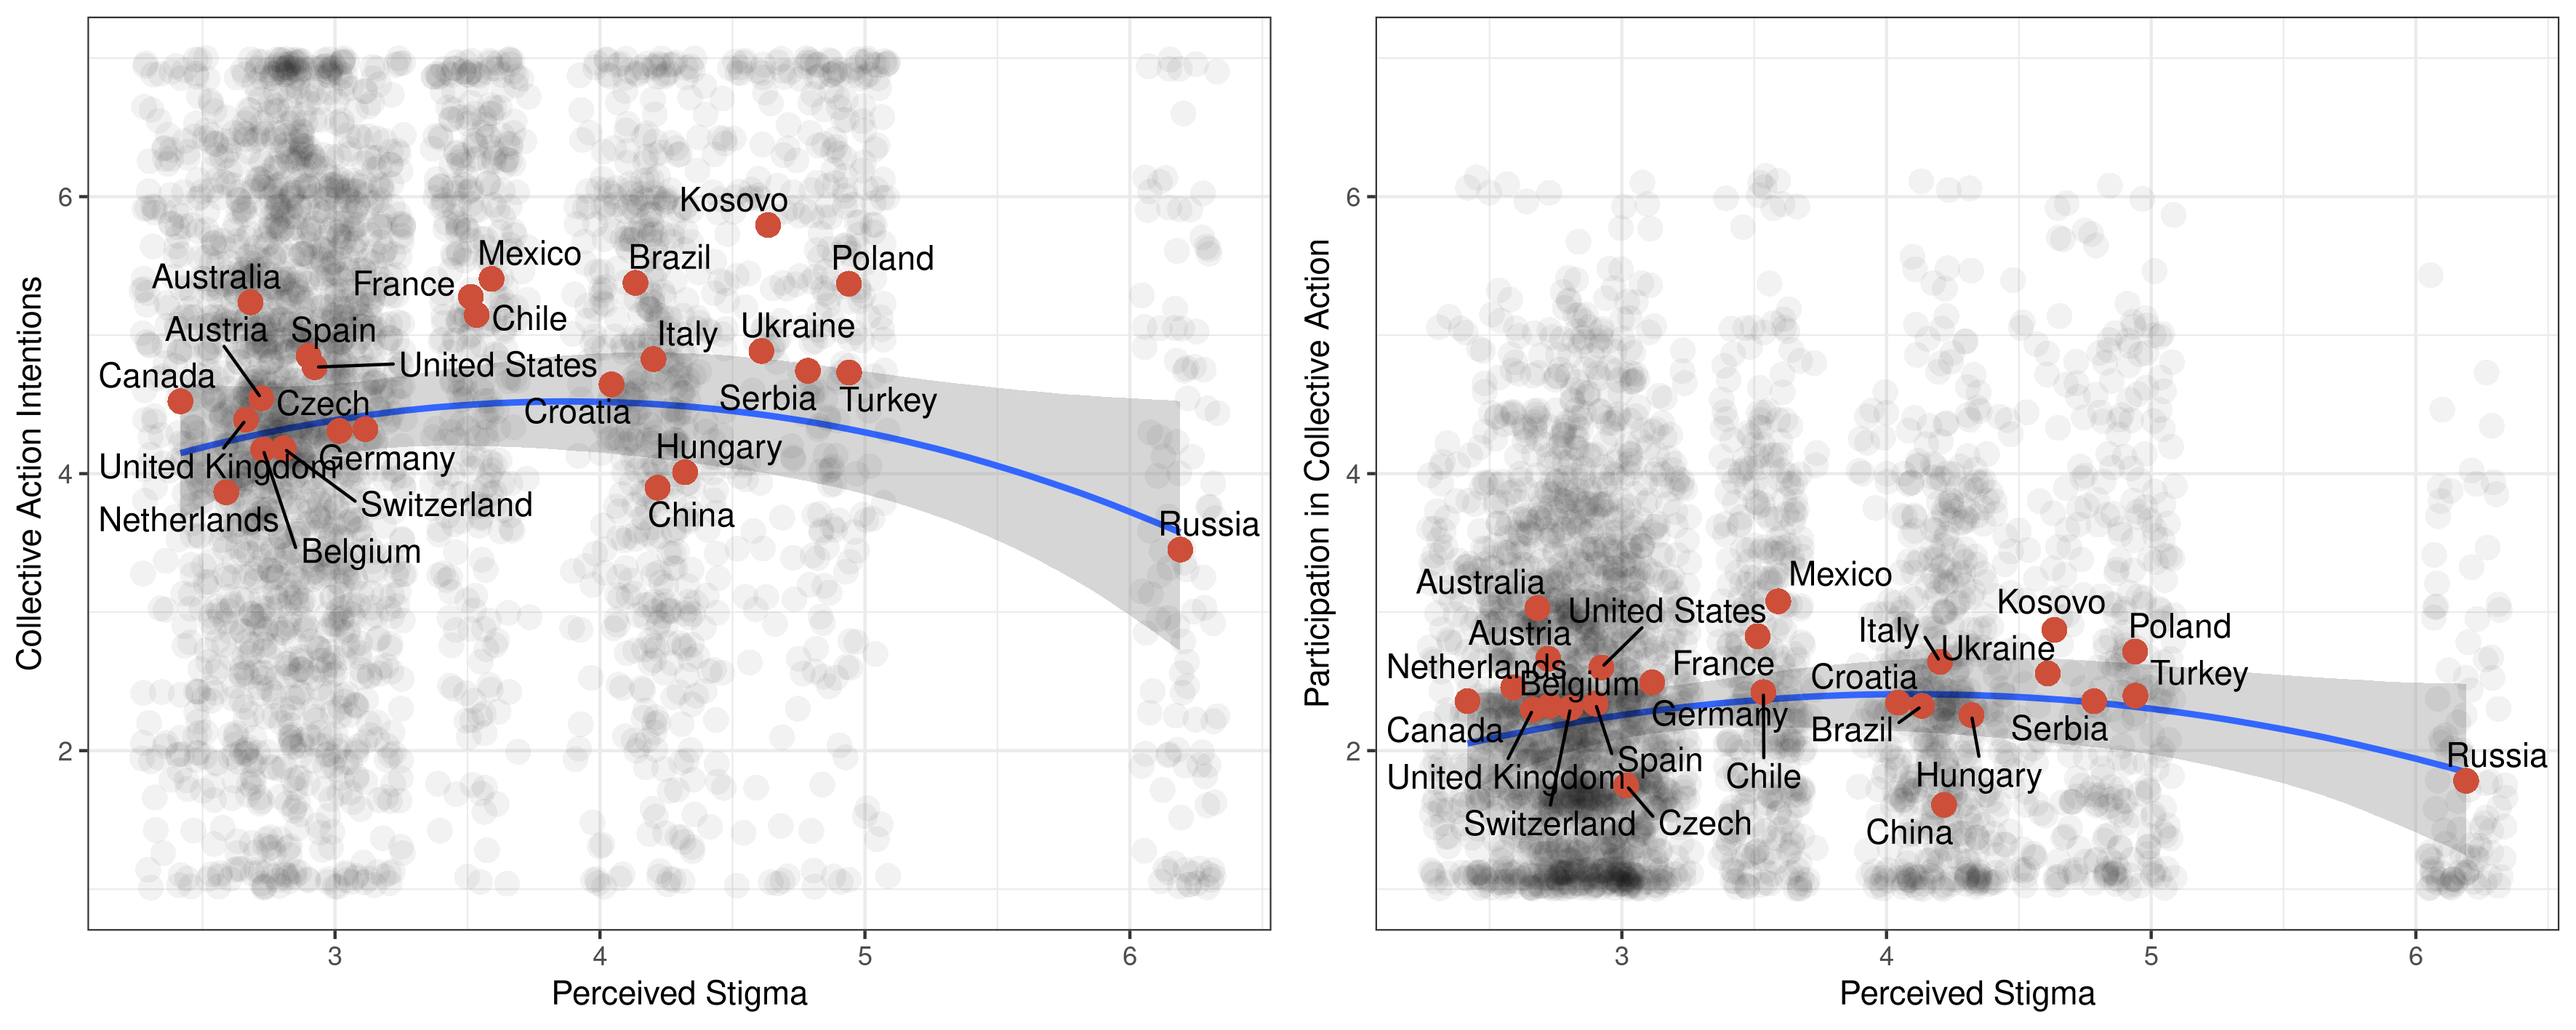 Collective Action Intentions
6
4
2
Kosovo
Mexico
Brazil
Poland
Australia
France
Chile
Austria
Spain
Italy
Ukraine
United States
Canada
Czech
Croatia
Serbia
Turkey
Hungary
United Kingdom
Germany
Switzerland
China
Netherlands
Russia
Belgium
3
4
5
6
Perceived Stigma
Participation in Collective Action
6
4
2
Mexico
Australia
United States
Kosovo
Austria
Italy
Poland
Ukraine
Netherlands
France
Belgium
Croatia
Turkey
Germany
Canada
Brazil
Serbia
Spain
Russia
United Kingdom
Chile
Hungary
Switzerland
Czech
China
3
4
5
6
Perceived Stigma